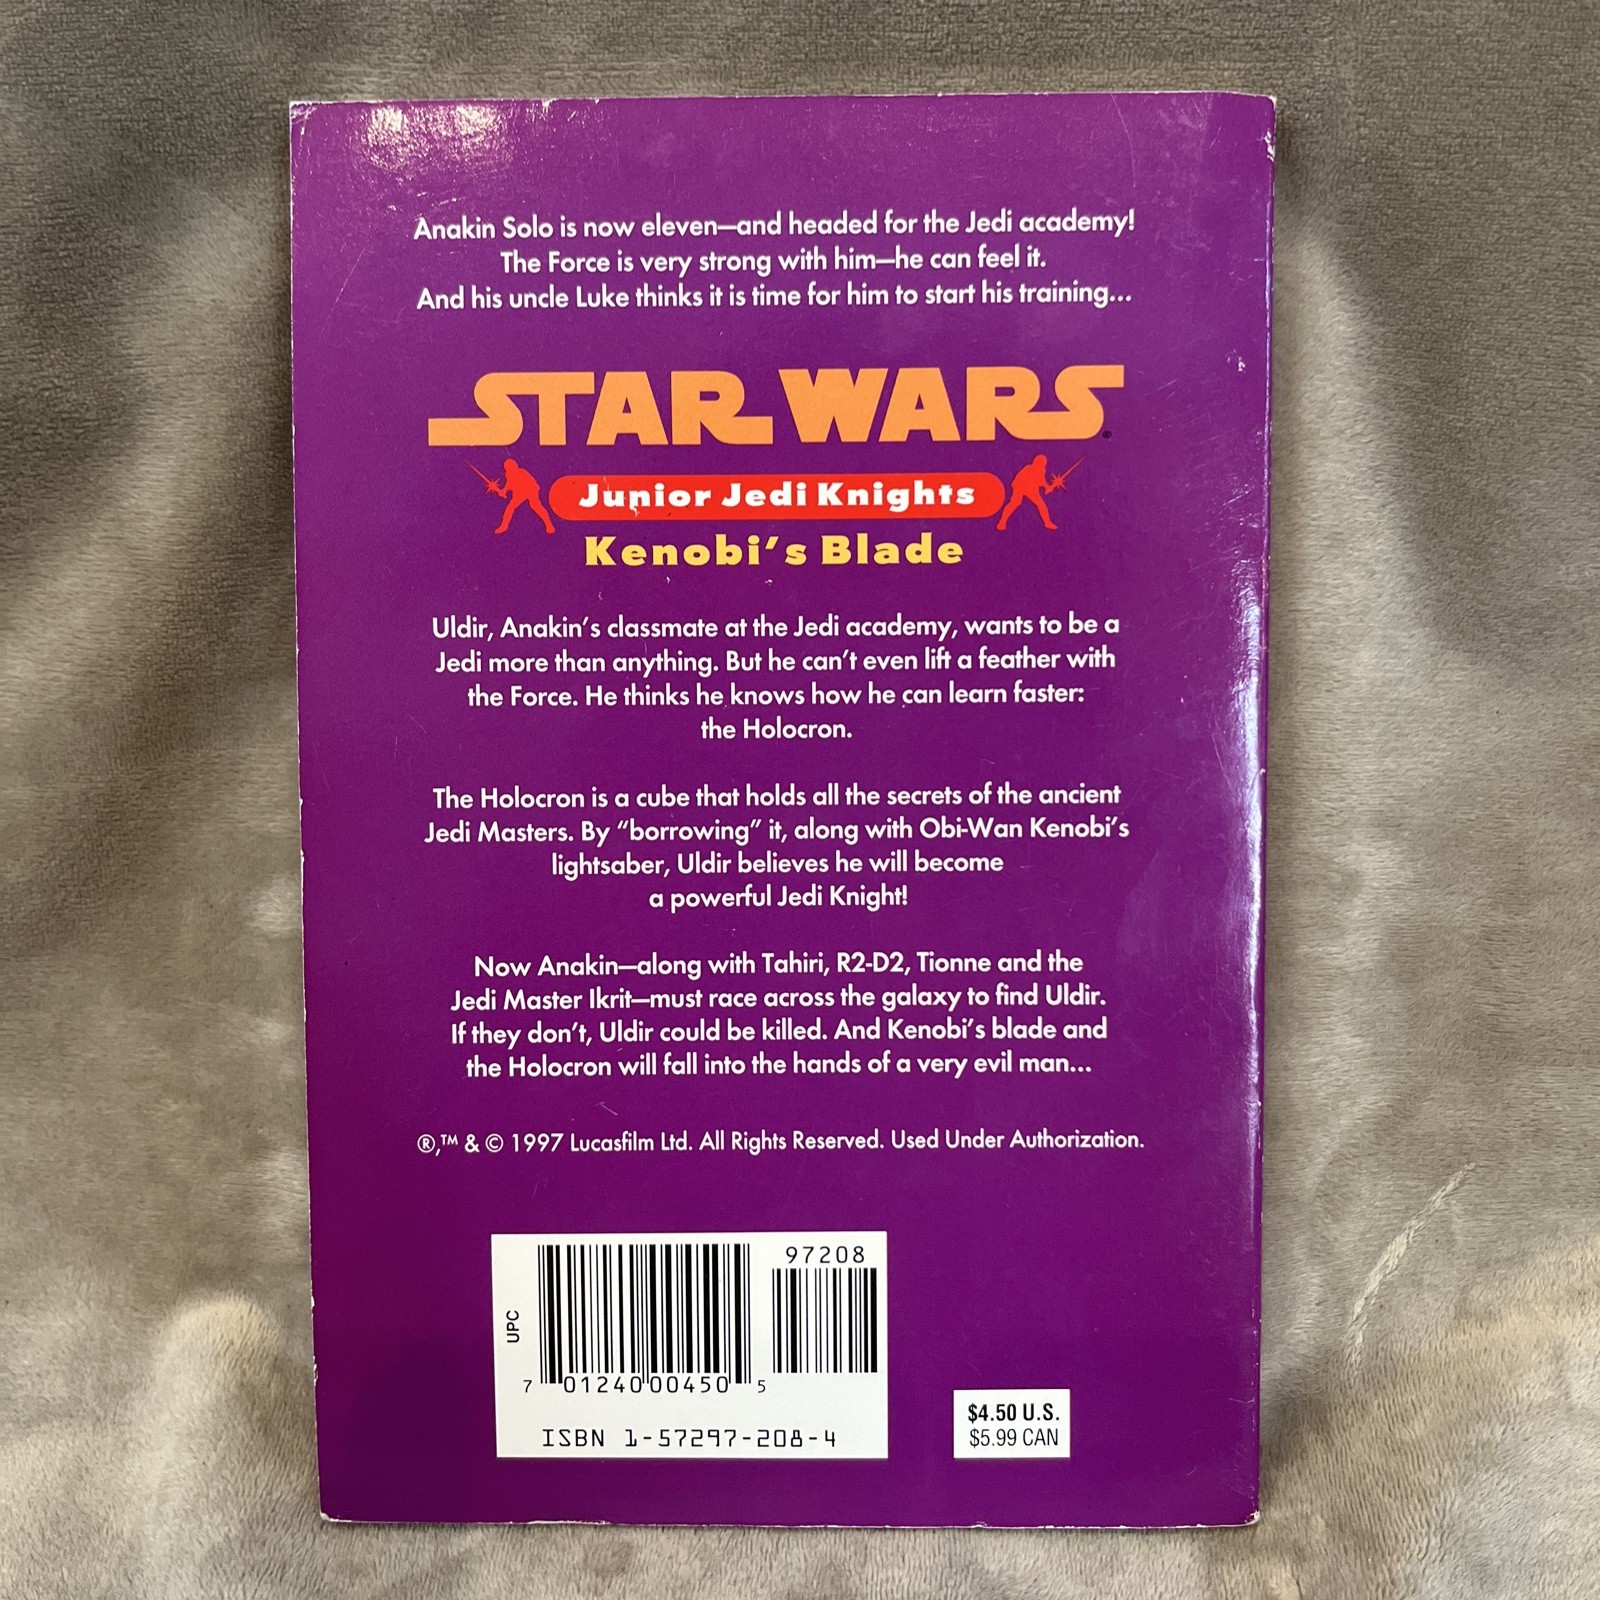 Anakin Solo is now eleven—and headed for the Jedi academy!
The Force is very strong with him—he can feel it.
And his uncle Luke thinks it is time for him to start his training...
STAR WARS®
Junior Jedi Knights
Kenobi's Blade
Uldir, Anakin's classmate at the Jedi academy, wants to be a
Jedi more than anything. But he can't even lift a feather with
the Force. He thinks he knows how he can learn faster:
the Holocron.
The Holocron is a cube that holds all the secrets of the ancient
Jedi Masters. By “borrowing” it, along with Obi-Wan Kenobi's
lightsaber, Uldir believes he will become
a powerful Jedi Knight!
Now Anakin—along with Tahiri, R2-D2, Tionne and the
Jedi Master Ikrit—must race across the galaxy to find Uldir.
If they don't, Uldir could be killed. And Kenobi's blade and
the Holocron will fall into the hands of a very evil man...
®,™ & © 1997 Lucasfilm Ltd. All Rights Reserved. Used Under Authorization.
97208
UPC
7 01240 00450 5
ISBN 1-57297-208-4
$4.50 U.S.
$5.99 CAN